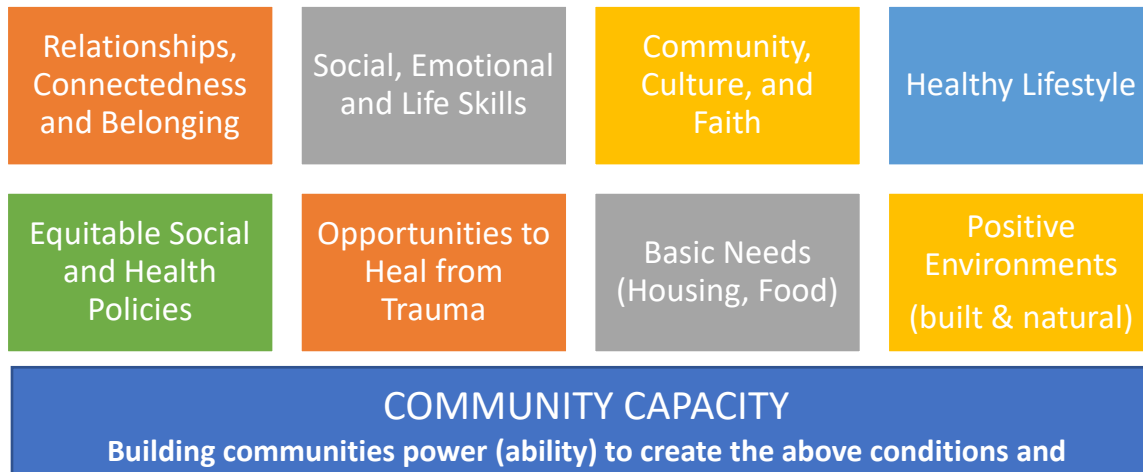 Relationships,
Connectedness
and Belonging
Social, Emotional
and Life Skills
Community,
Culture, and
Faith
Healthy Lifestyle
Equitable Social
and Health
Policies
Opportunities to
Heal from
Trauma
Basic Needs
(Housing, Food)
Positive
Environments
(built & natural)
COMMUNITY CAPACITY
Building communities power (ability) to create the above conditions and